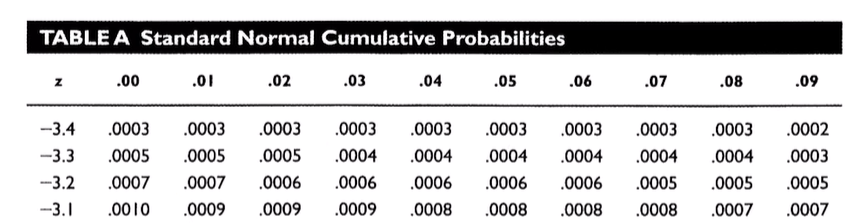 TABLE A Standard Normal Cumulative Probabilities
z .00 .01 .02 .03 .04 .05 .06 .07 .08 .09
−3.4 .0003 .0003 .0003 .0003 .0003 .0003 .0003 .0003 .0003 .0002
−3.3 .0005 .0005 .0005 .0004 .0004 .0004 .0004 .0004 .0004 .0003
−3.2 .0007 .0007 .0006 .0006 .0006 .0006 .0006 .0005 .0005 .0005
−3.1 .0010 .0009 .0009 .0009 .0008 .0008 .0008 .0008 .0007 .0007